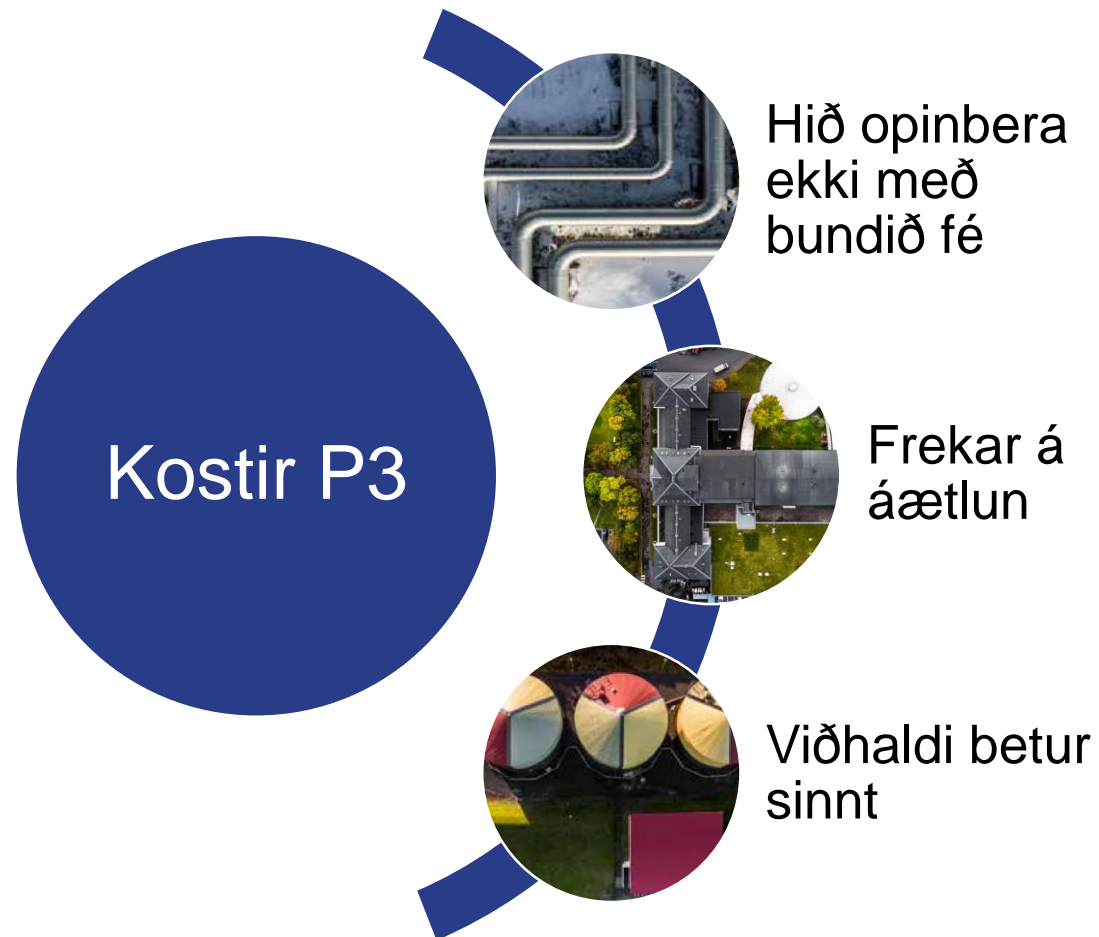 Kostir P3
Hið opinbera
ekki með
bundið fé
Frekar á
áætlun
Viðhaldi betur
sinnt